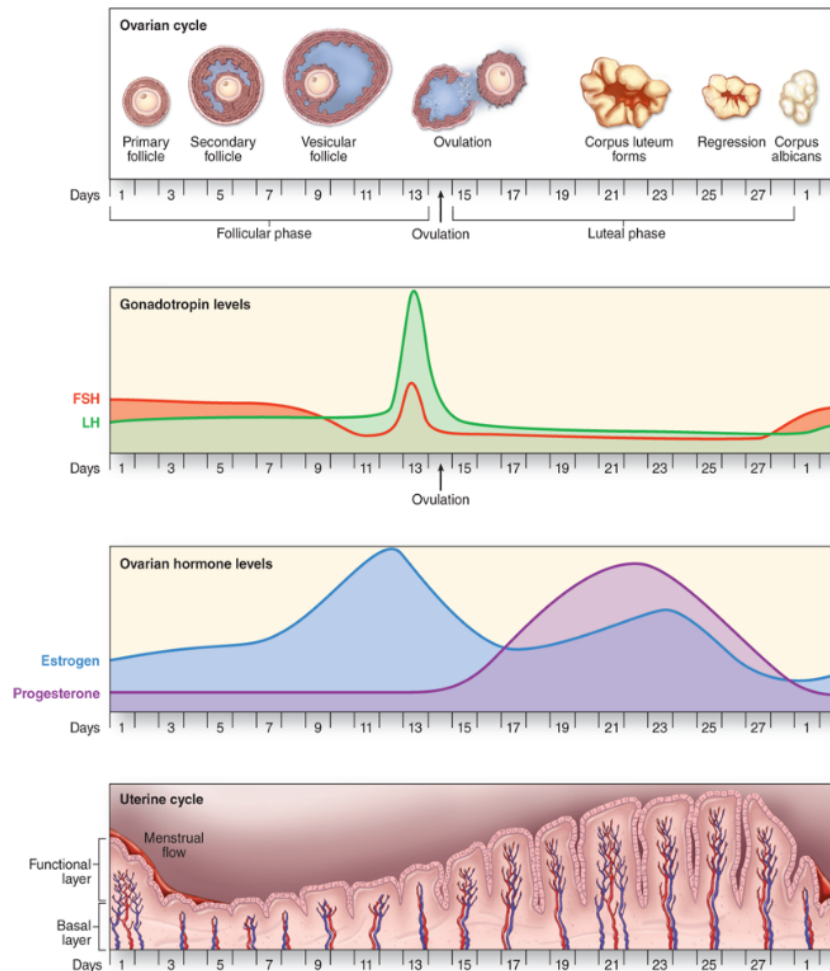 Ovarian cycle
Primary
follicle
Secondary
follicle
Vesicular
follicle
Ovulation
Corpus luteum
forms
Regression
Corpus
albicans
Days 1 3 5 7 9 11 13 15 17 19 21 23 25 27 1
Follicular phase
Ovulation
Luteal phase
Gonadotropin levels
FSH
LH
Days 1 3 5 7 9 11 13 15 17 19 21 23 25 27 1
Ovulation
Ovarian hormone levels
Estrogen
Progesterone
Days 1 3 5 7 9 11 13 15 17 19 21 23 25 27 1
Uterine cycle
Menstrual
flow
Functional
layer
Basal
layer
Days 1 3 5 7 9 11 13 15 17 19 21 23 25 27 1